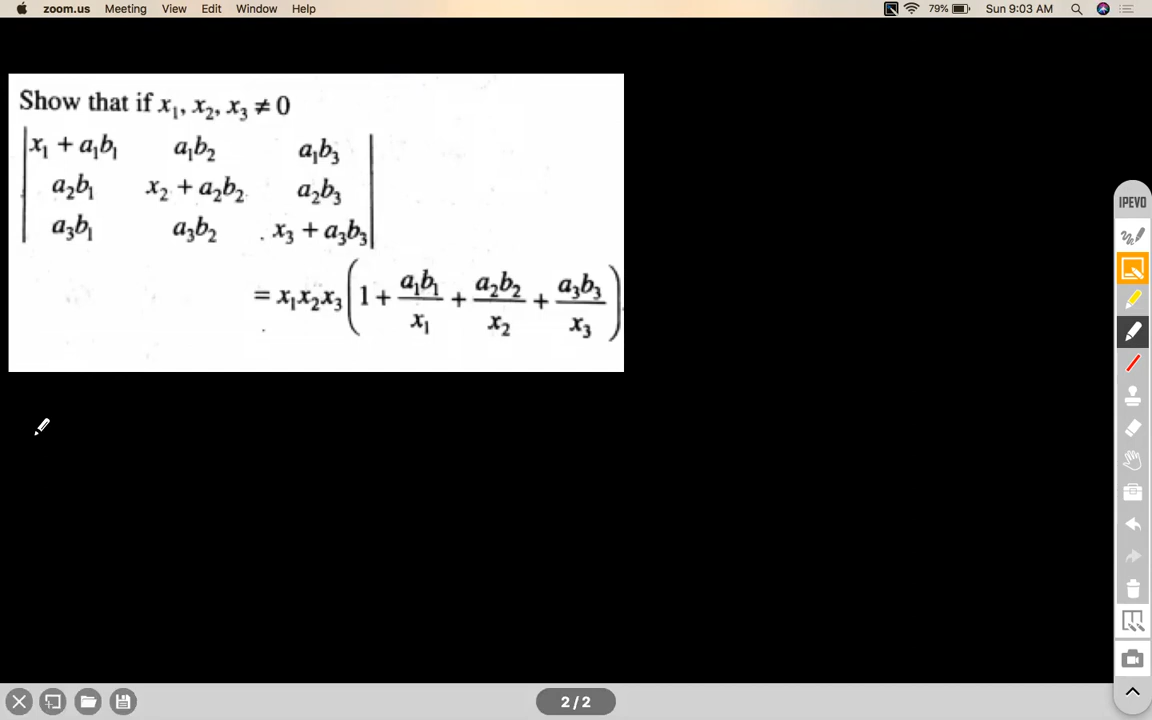 zoom.us Meeting View Edit Window Help 79% Sun 9:03 AM
Show that if x₁, x₂, x₃ ≠ 0
| x₁ + a₁b₁ a₁b₂ a₁b₃ |
| a₂b₁ x₂ + a₂b₂ a₂b₃ |
| a₃b₁ a₃b₂ x₃ + a₃b₃ |
= x₁x₂x₃ ( 1 + a₁b₁/x₁ + a₂b₂/x₂ + a₃b₃/x₃ )
IPEVO
2 / 2